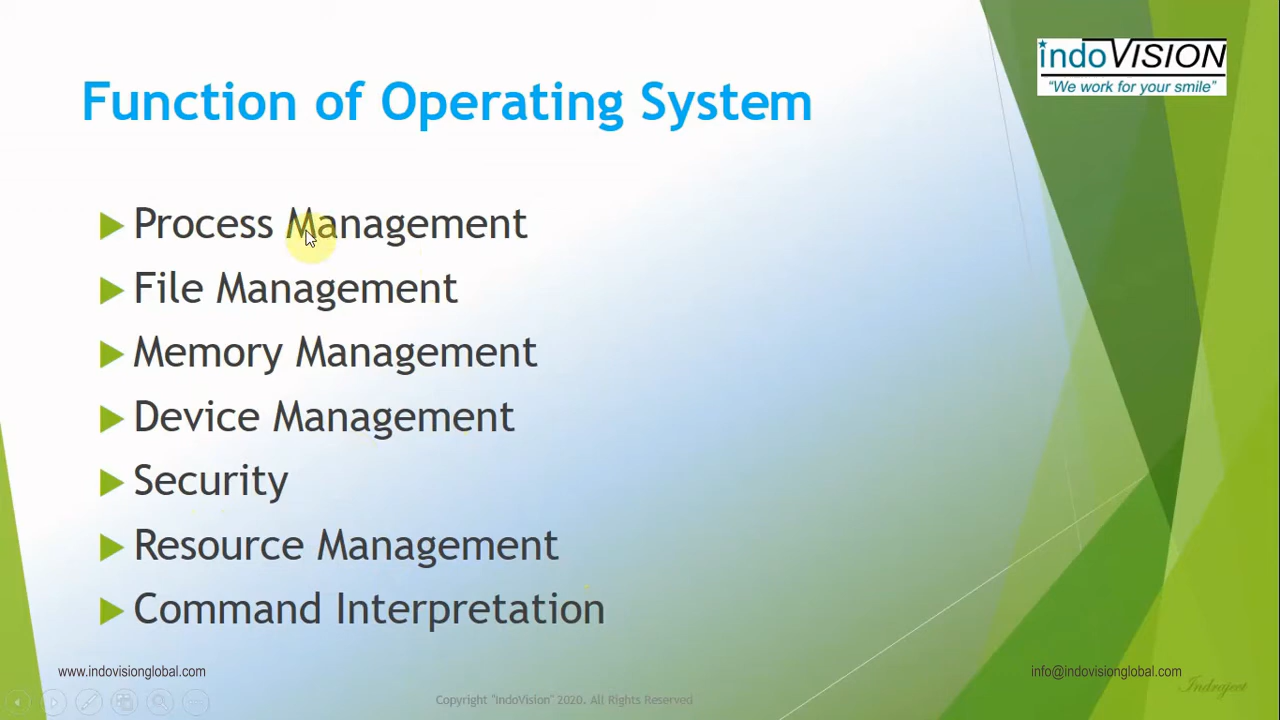 indoVISION
"We work for your smile"
Function of Operating System
Process Management
File Management
Memory Management
Device Management
Security
Resource Management
Command Interpretation
www.indovisionglobal.com
info@indovisionglobal.com
Copyright "IndoVision" 2020. All Rights Reserved
Indrajeet